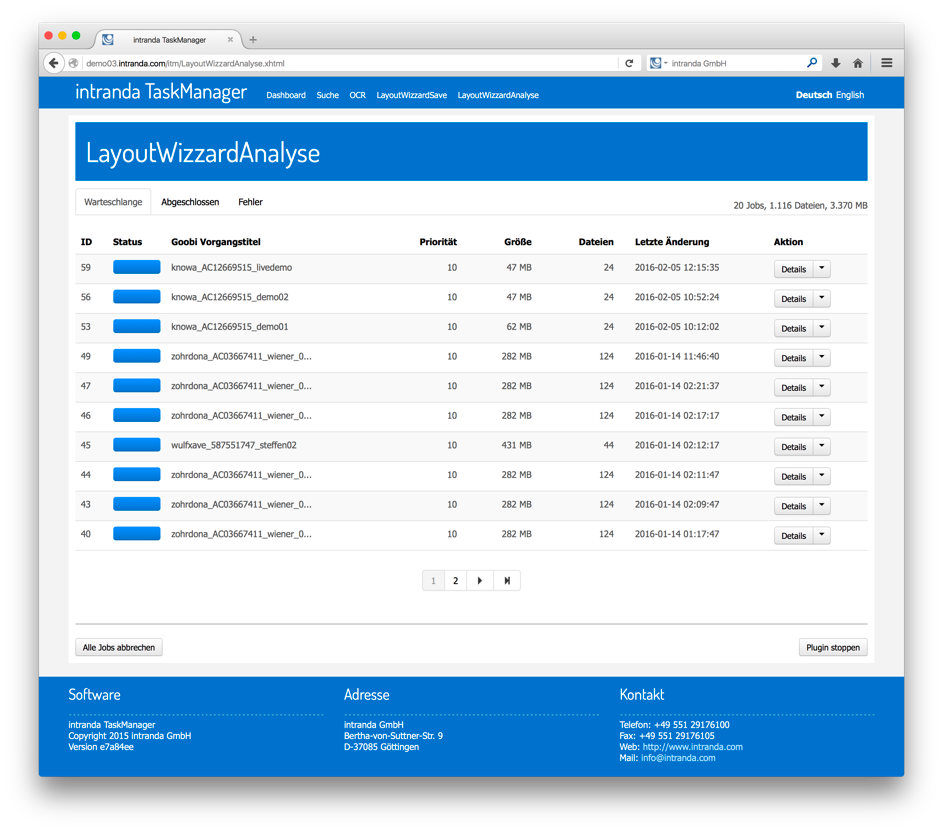 intranda TaskManager
demo03.intranda.com/itm/LayoutWizzardAnalyse.xhtml
intranda GmbH
intranda TaskManager Dashboard Suche OCR LayoutWizzardSave LayoutWizzardAnalyse Deutsch English
LayoutWizzardAnalyse
Warteschlange Abgeschlossen Fehler
20 Jobs, 1.116 Dateien, 3.370 MB
ID Status Goobi Vorgangstitel Priorität Größe Dateien Letzte Änderung Aktion
59 knowa_AC12669515_livedemo 10 47 MB 24 2016-02-05 12:15:35 Details
56 knowa_AC12669515_demo02 10 47 MB 24 2016-02-05 10:52:24 Details
53 knowa_AC12669515_demo01 10 62 MB 24 2016-02-05 10:12:02 Details
49 zohrdona_AC03667411_wiener_0... 10 282 MB 124 2016-01-14 11:46:40 Details
47 zohrdona_AC03667411_wiener_0... 10 282 MB 124 2016-01-14 02:21:37 Details
46 zohrdona_AC03667411_wiener_0... 10 282 MB 124 2016-01-14 02:17:17 Details
45 wulfxave_587551747_steffen02 10 431 MB 44 2016-01-14 02:12:17 Details
44 zohrdona_AC03667411_wiener_0... 10 282 MB 124 2016-01-14 02:11:47 Details
43 zohrdona_AC03667411_wiener_0... 10 282 MB 124 2016-01-14 02:09:47 Details
40 zohrdona_AC03667411_wiener_0... 10 282 MB 124 2016-01-14 01:17:47 Details
1 2
Alle Jobs abbrechen Plugin stoppen
Software
intranda TaskManager
Copyright 2015 intranda GmbH
Version e7a84ee
Adresse
intranda GmbH
Bertha-von-Suttner-Str. 9
D-37085 Göttingen
Kontakt
Telefon: +49 551 29176100
Fax: +49 551 29176105
Web: http://www.intranda.com
Mail: info@intranda.com